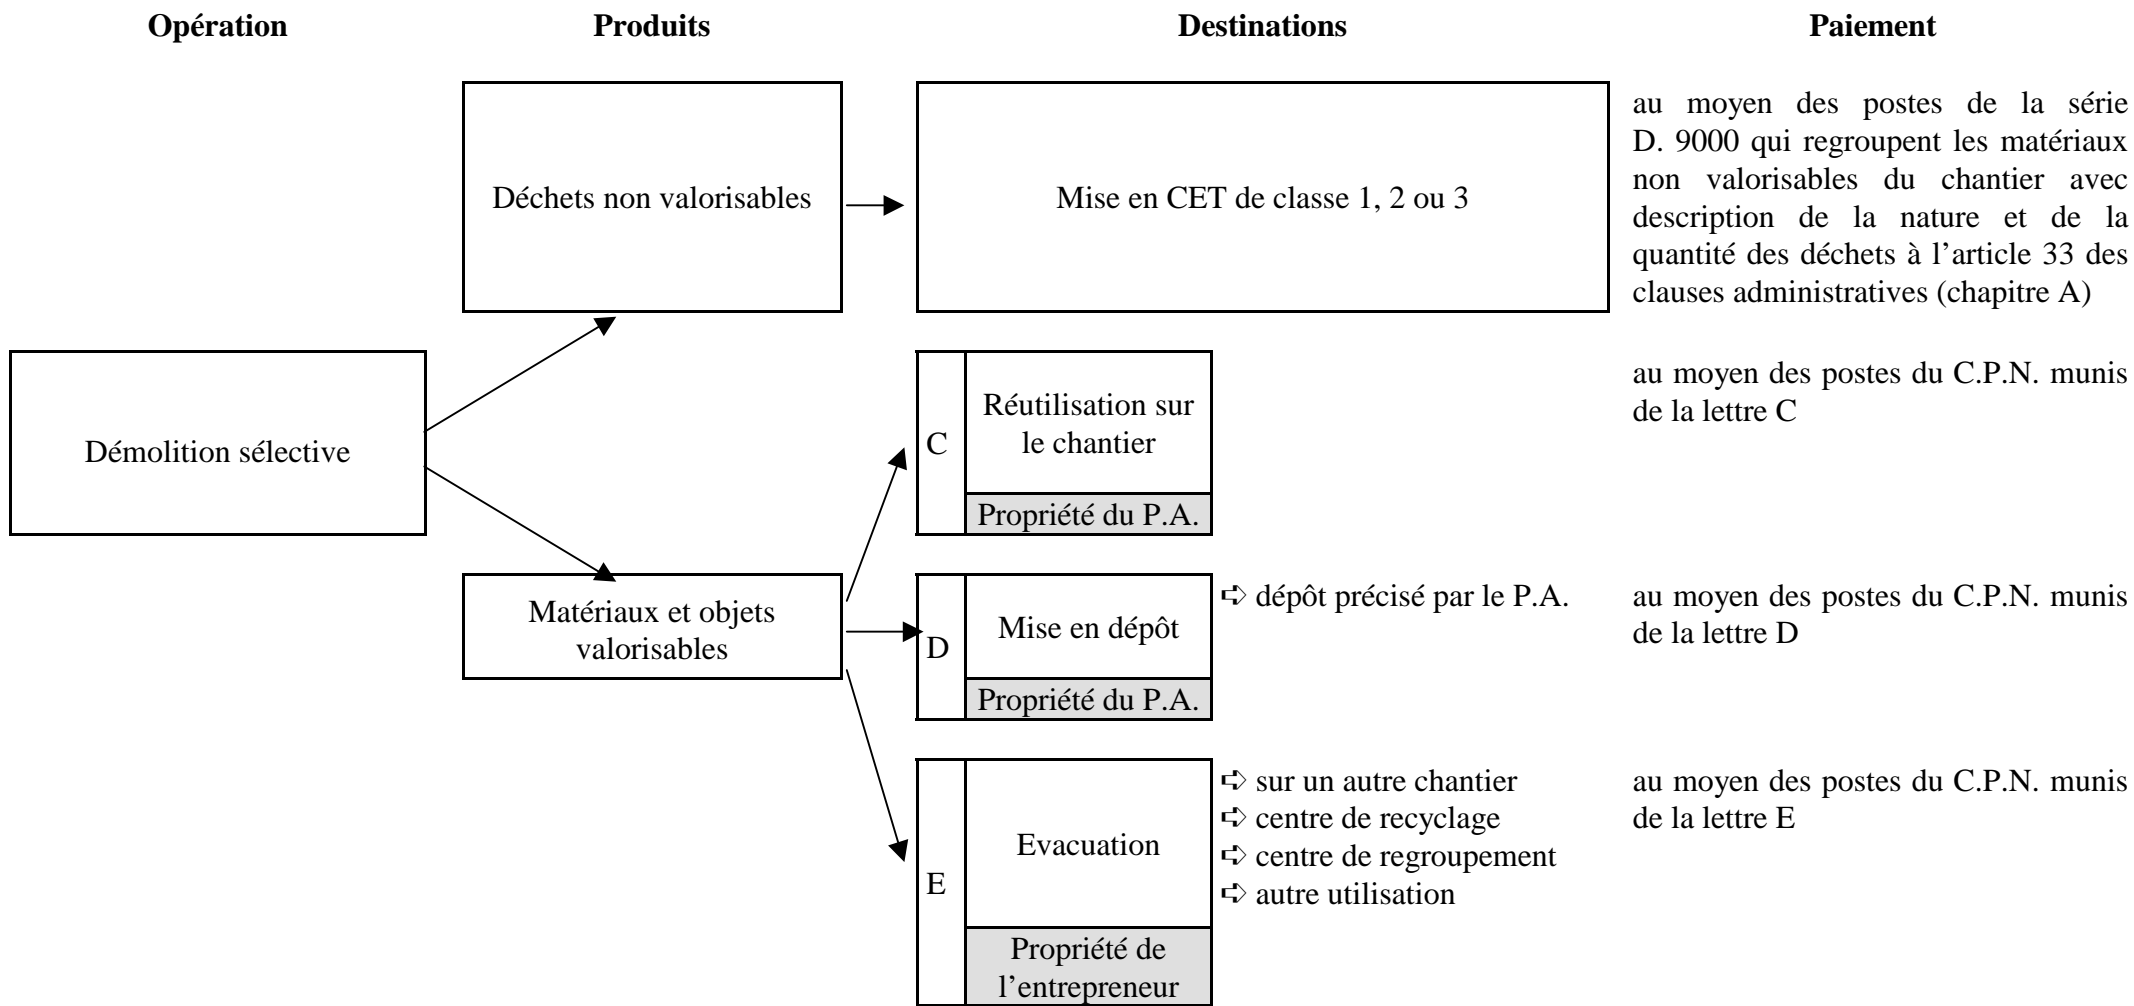 Opération
Produits
Destinations
Paiement
Déchets non valorisables
Mise en CET de classe 1, 2 ou 3
au moyen des postes de la série
D. 9000 qui regroupent les matériaux
non valorisables du chantier avec
description de la nature et de la
quantité des déchets à l’article 33 des
clauses administratives (chapitre A)
Démolition sélective
C
Réutilisation sur
le chantier
Propriété du P.A.
au moyen des postes du C.P.N. munis
de la lettre C
Matériaux et objets
valorisables
D
Mise en dépôt
Propriété du P.A.
➪ dépôt précisé par le P.A.
au moyen des postes du C.P.N. munis
de la lettre D
E
Evacuation
Propriété de
l’entrepreneur
➪ sur un autre chantier
➪ centre de recyclage
➪ centre de regroupement
➪ autre utilisation
au moyen des postes du C.P.N. munis
de la lettre E